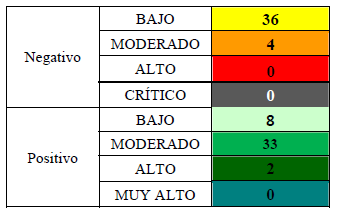 Negativo
BAJO 36
MODERADO 4
ALTO 0
CRÍTICO 0
Positivo
BAJO 8
MODERADO 33
ALTO 2
MUY ALTO 0